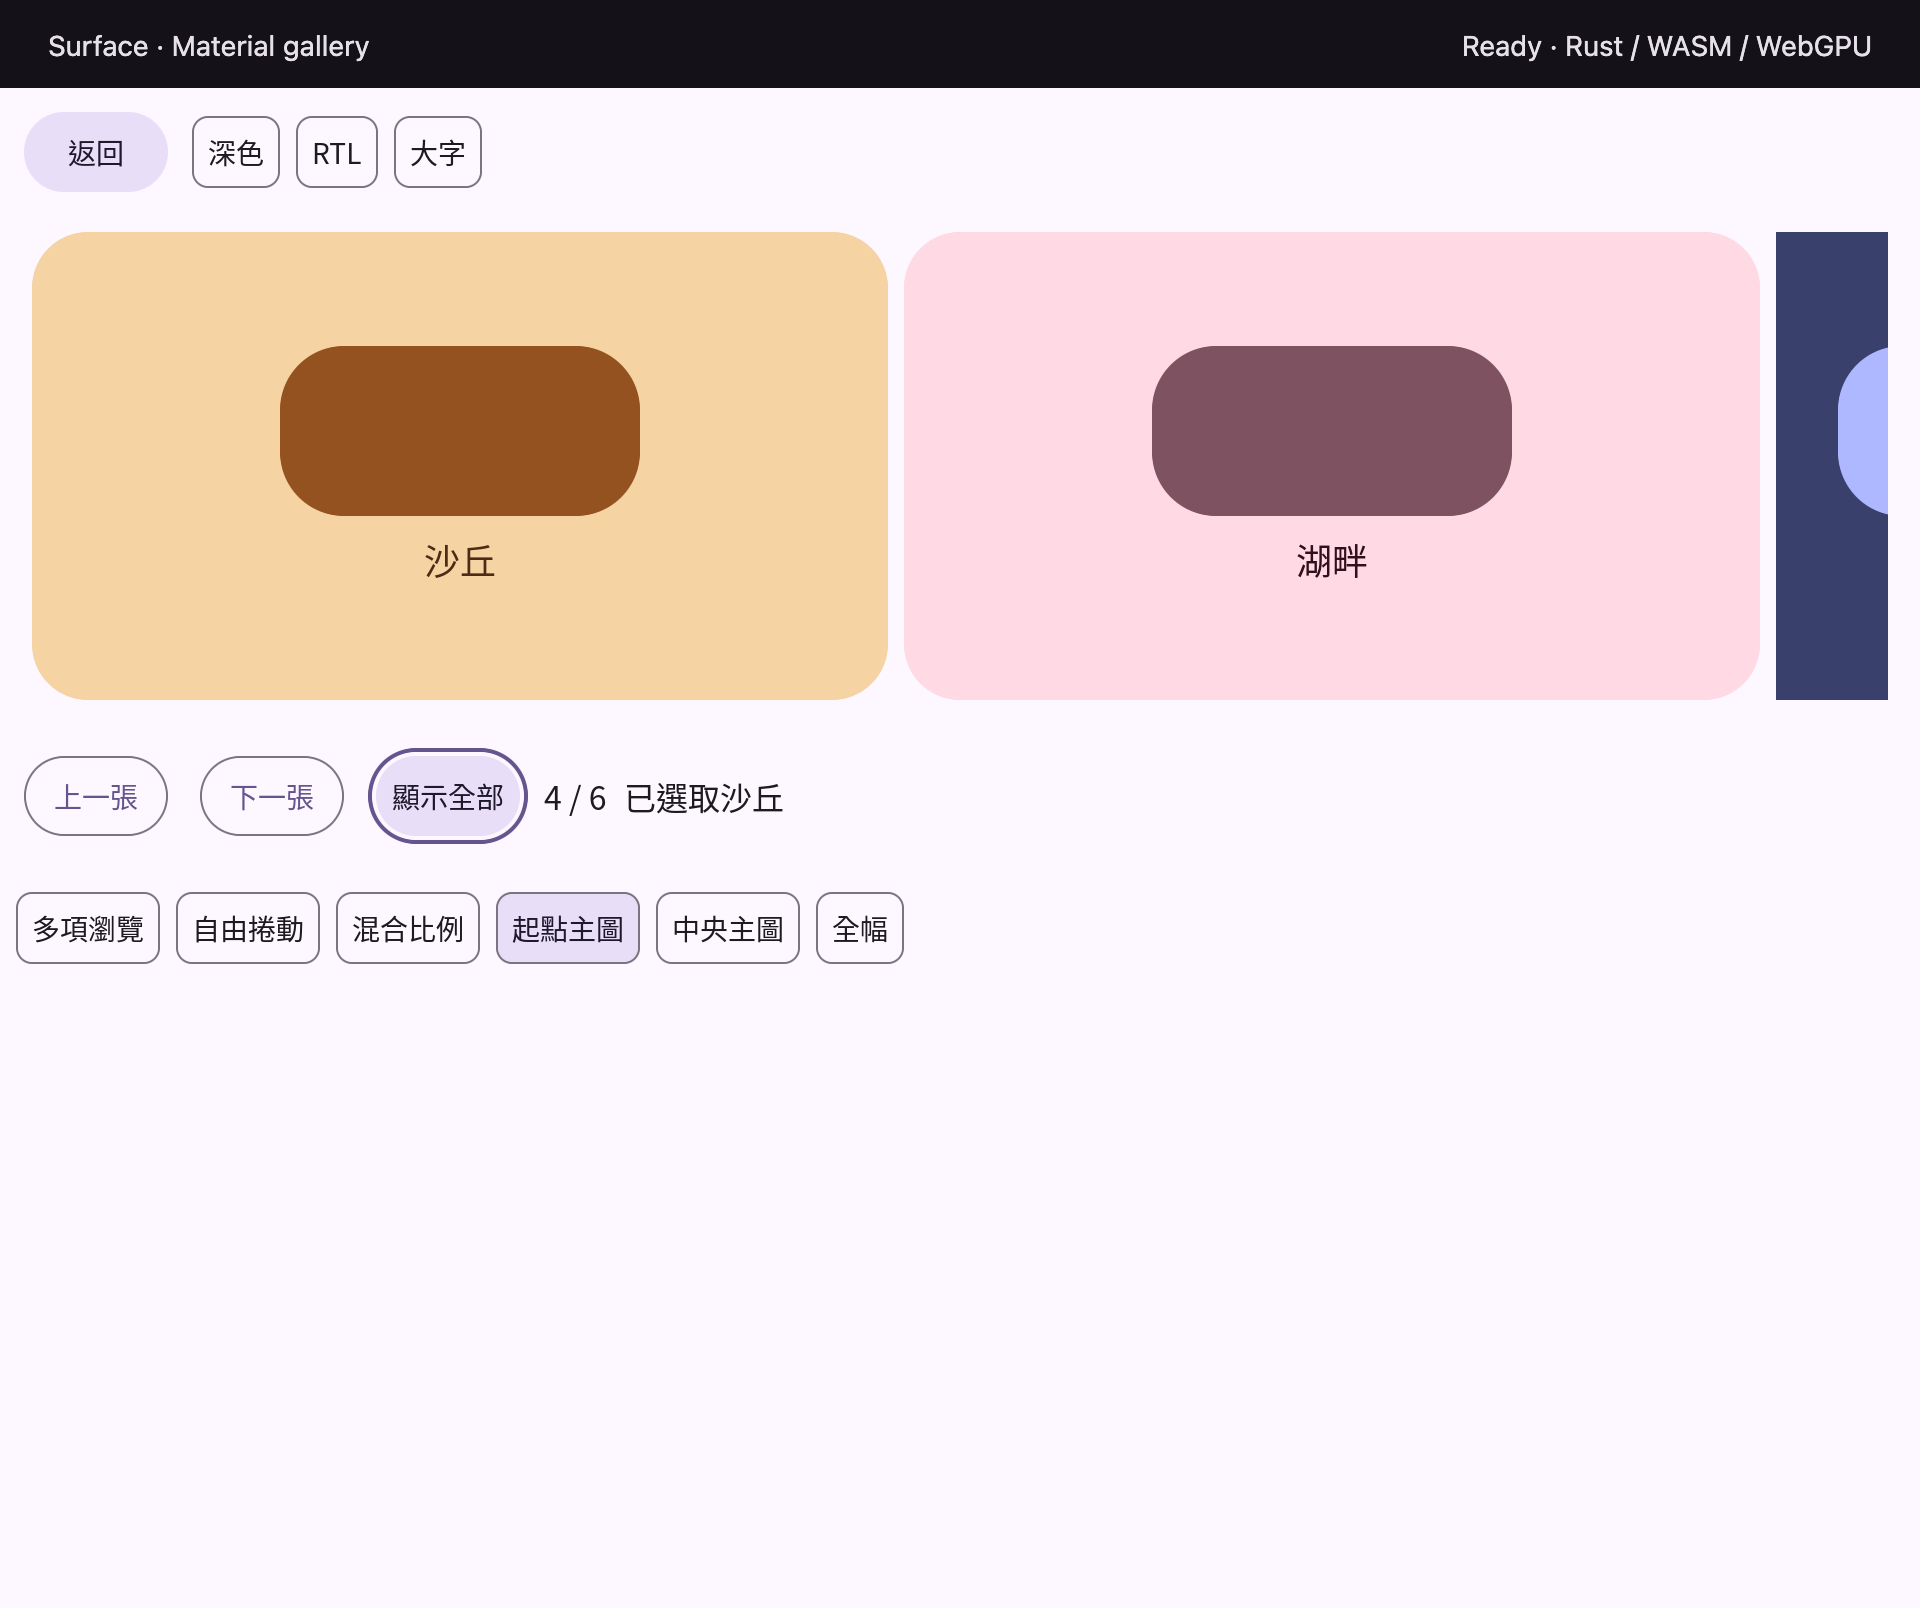 Surface · Material gallery
Ready · Rust / WASM / WebGPU
返回
深色
RTL
大字
沙丘
湖畔
上一張
下一張
顯示全部
4 / 6 已選取沙丘
多項瀏覽
自由捲動
混合比例
起點主圖
中央主圖
全幅